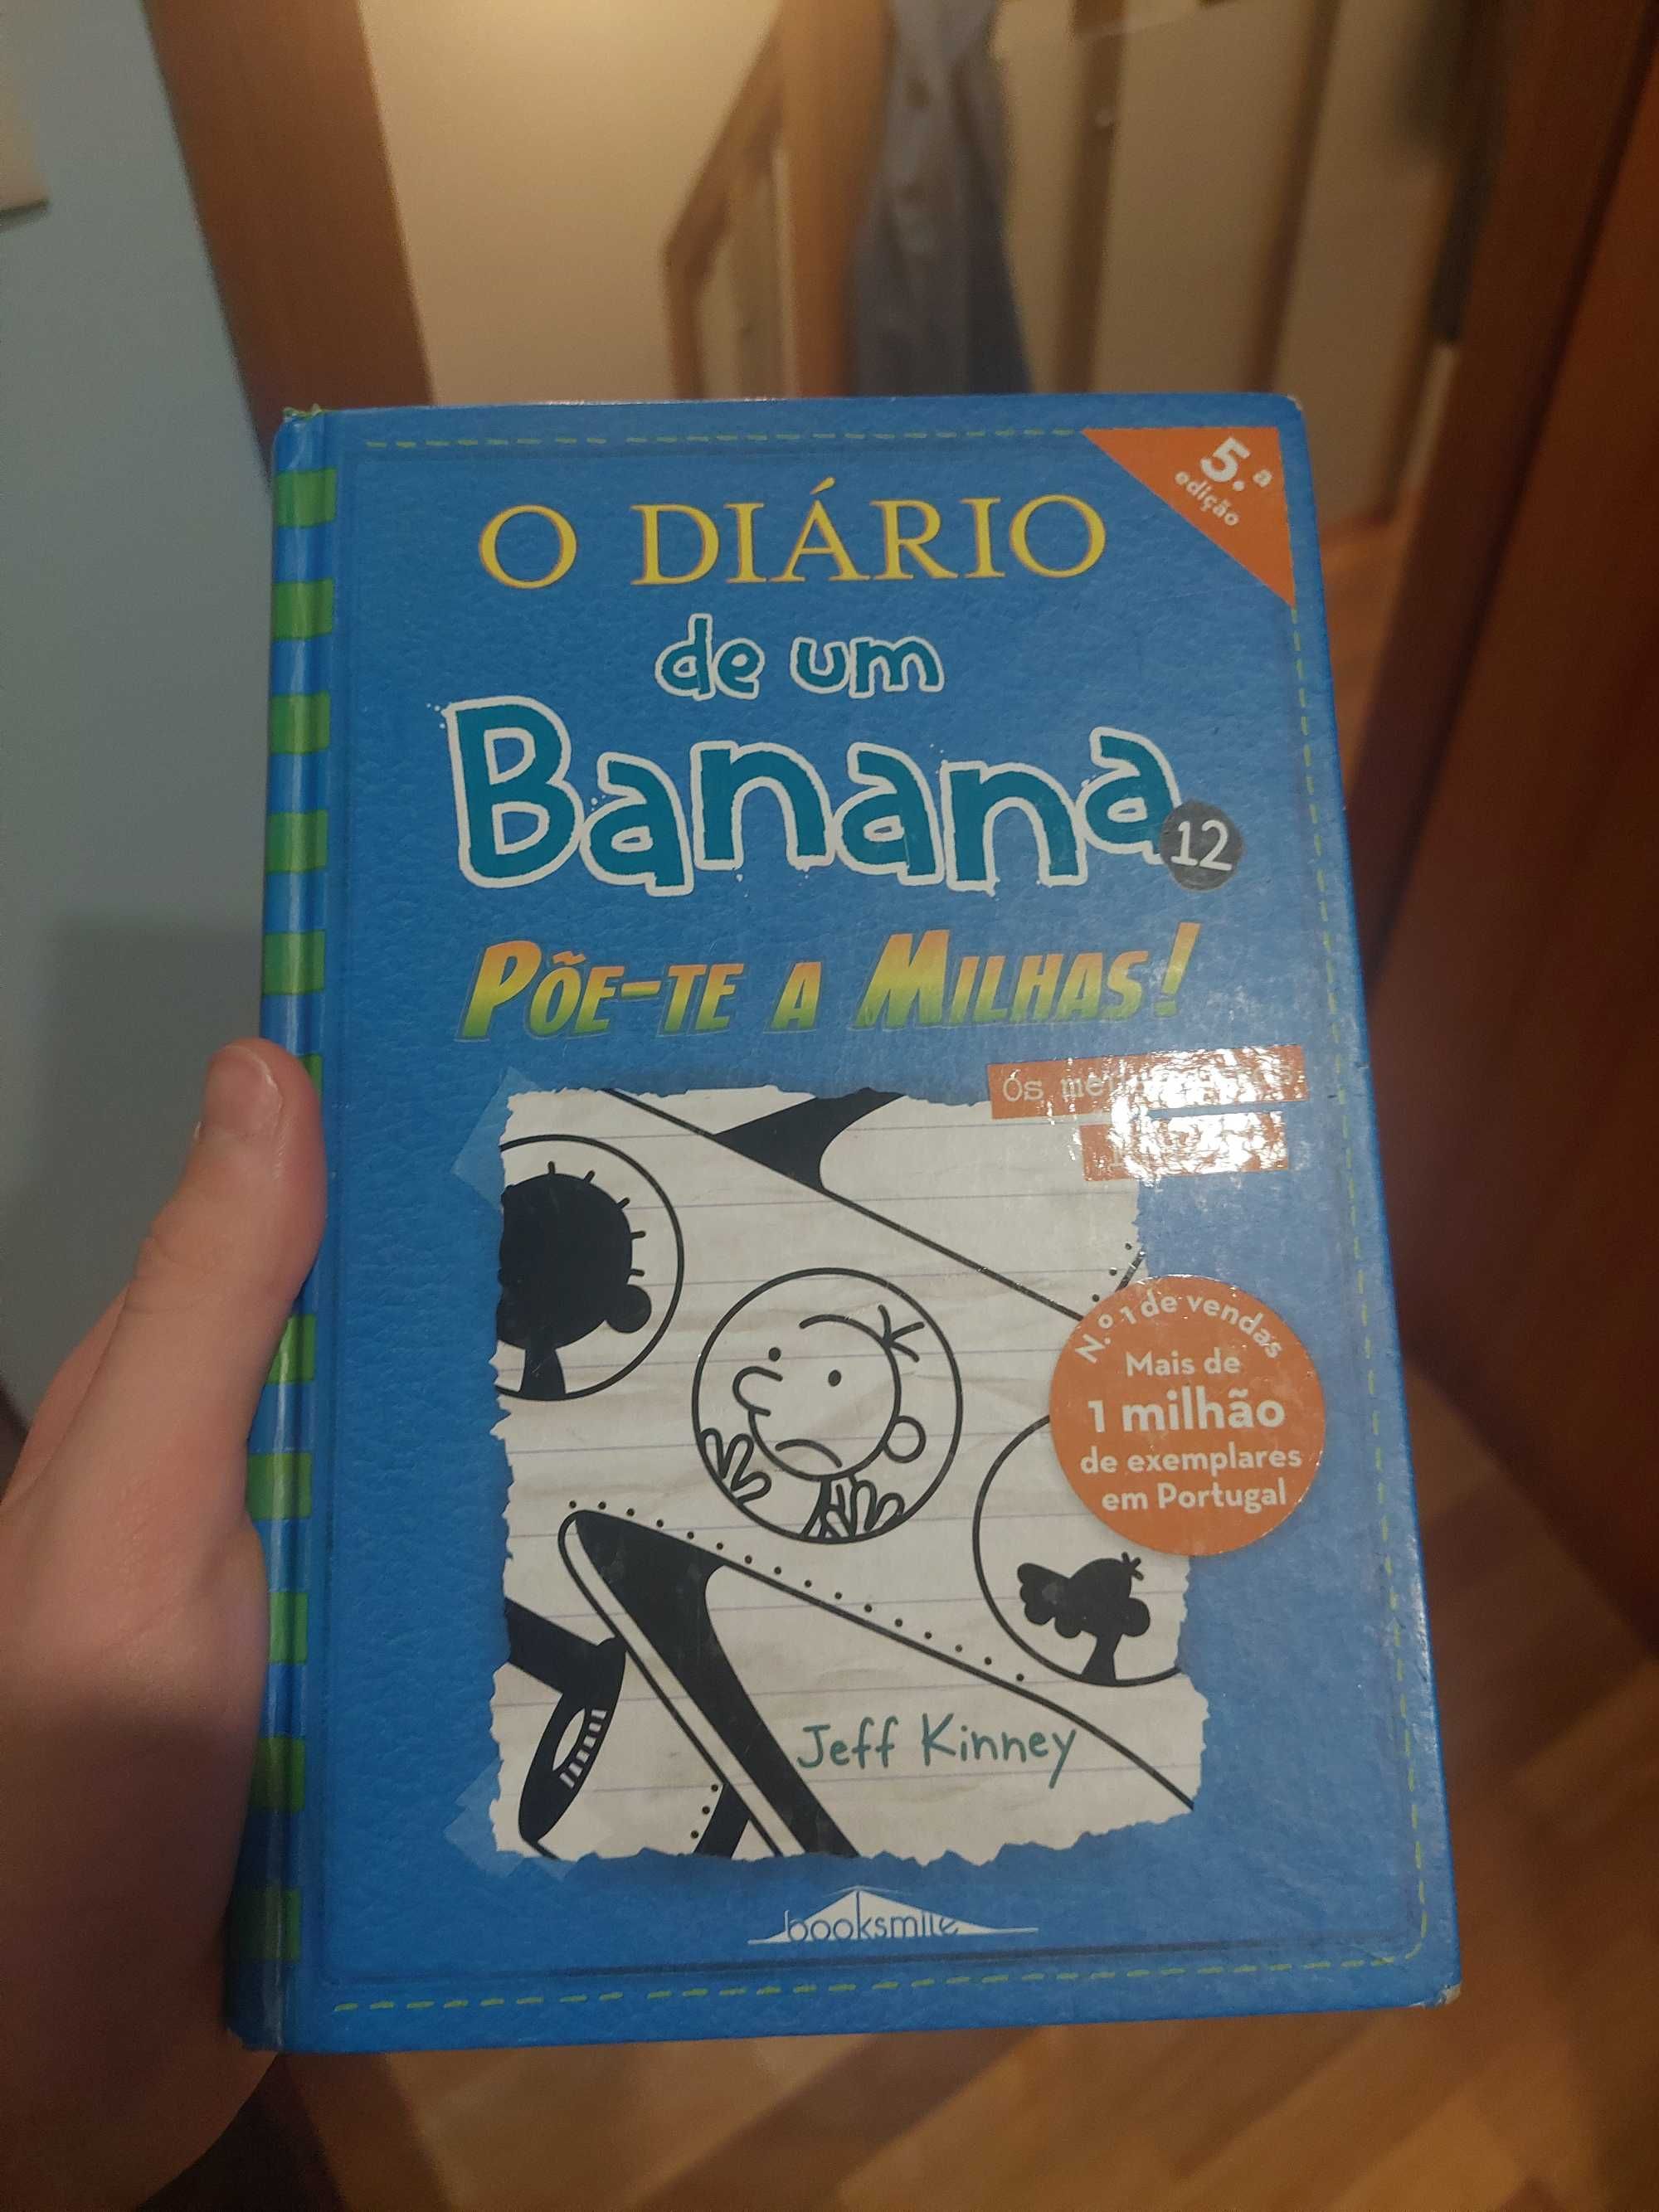 5.ª
edição
O DIÁRIO
de um
Banana
12
PÕE-TE A MILHAS!
Os
N.º 1 de vendas
Mais de
1 milhão
de exemplares
em Portugal
Jeff Kinney
booksmile